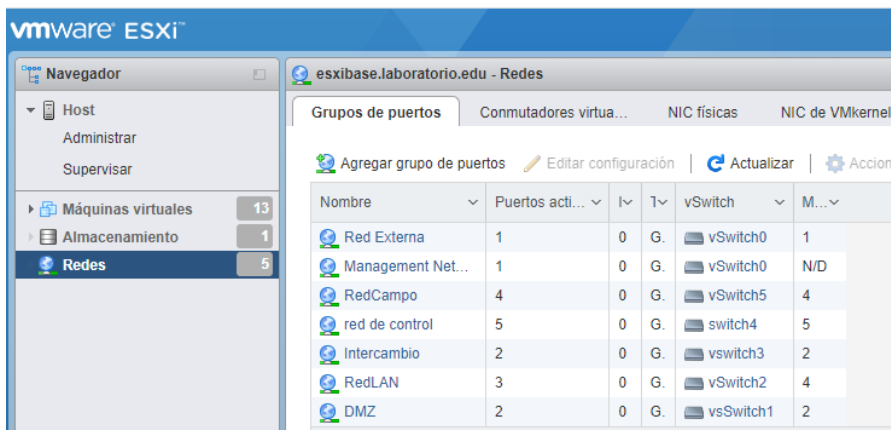 vmware ESXi™
Navegador
Host
Administrar
Supervisar
Máquinas virtuales 13
Almacenamiento 1
Redes 5
esxibase.laboratorio.edu - Redes
Grupos de puertos Conmutadores virtua... NIC físicas NIC de VMkernel
Agregar grupo de puertos Editar configuración Actualizar Accion
Nombre Puertos acti... I 1 vSwitch M...
Red Externa 1 0 G. vSwitch0 1
Management Net... 1 0 G. vSwitch0 N/D
RedCampo 4 0 G. vSwitch5 4
red de control 5 0 G. switch4 5
Intercambio 2 0 G. vswitch3 2
RedLAN 3 0 G. vSwitch2 4
DMZ 2 0 G. vsSwitch1 2